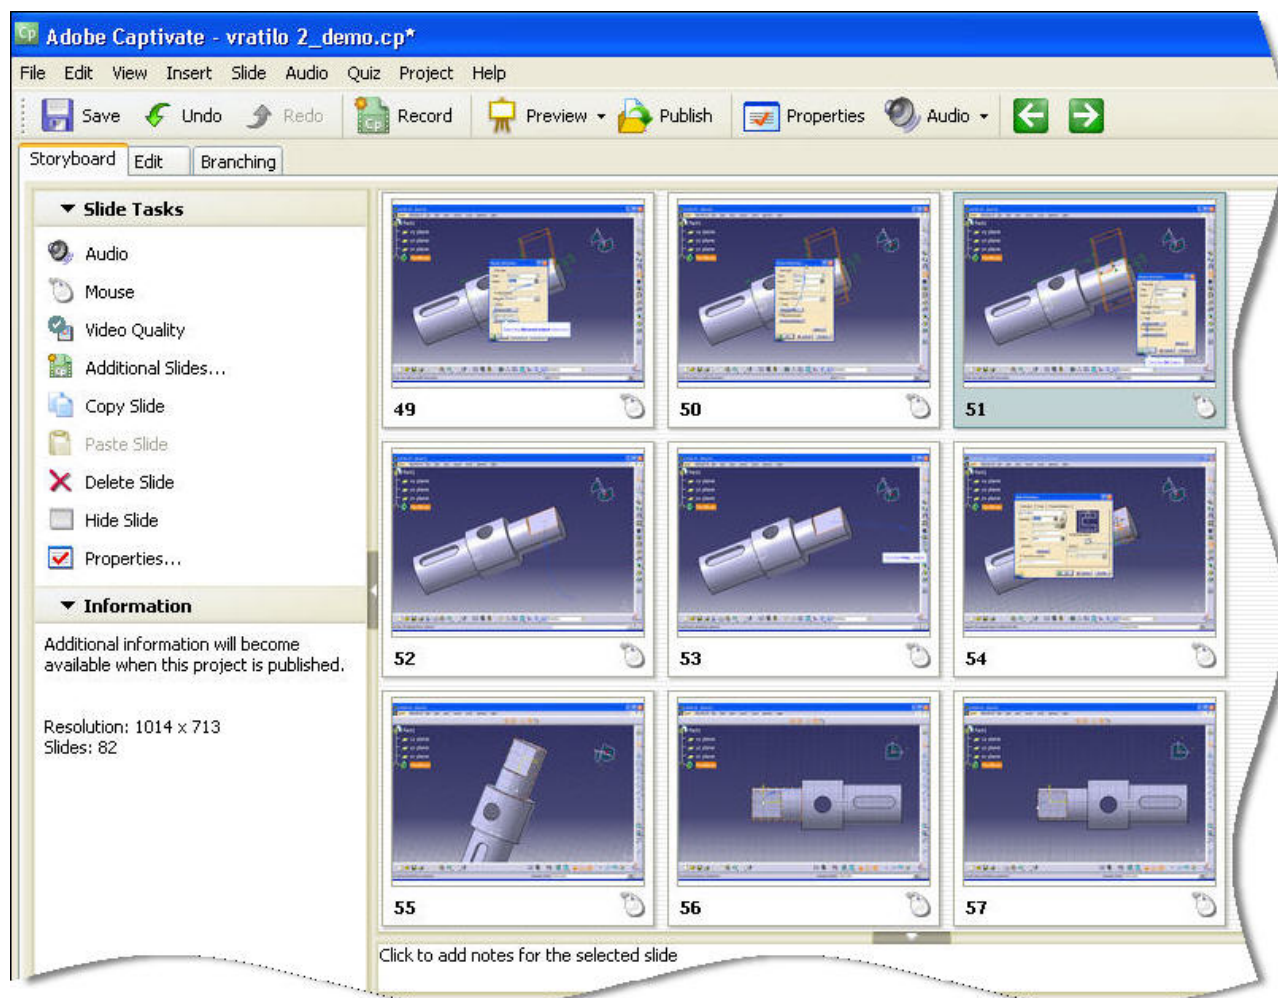 Adobe Captivate - vratilo 2_demo.cp*
File Edit View Insert Slide Audio Quiz Project Help
Save Undo Redo Record Preview Publish Properties Audio
Storyboard Edit Branching
Slide Tasks
Audio
Mouse
Video Quality
Additional Slides...
Copy Slide
Paste Slide
Delete Slide
Hide Slide
Properties...
Information
Additional information will become
available when this project is published.
Resolution: 1014 x 713
Slides: 82
49 50 51
52 53 54
55 56 57
Click to add notes for the selected slide